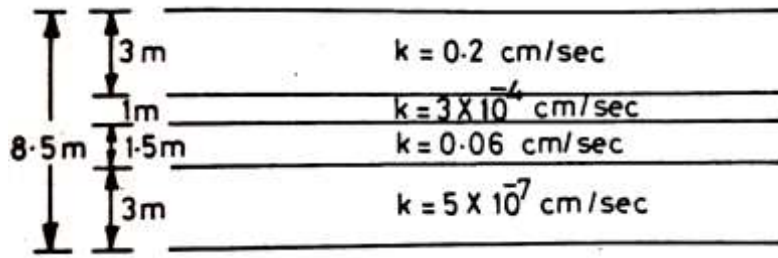 3m k = 0.2 cm/sec
1m k = 3 X 10⁻⁴ cm/sec
8.5m 1.5m k = 0.06 cm/sec
3m k = 5 X 10⁻⁷ cm/sec